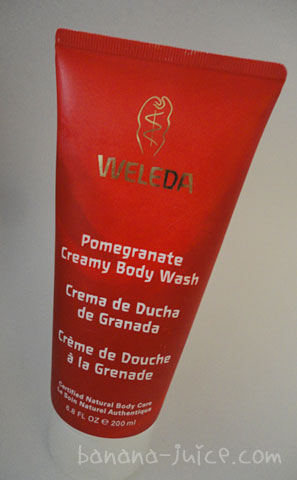 WELEDA
Pomegranate
Creamy Body Wash
Crema de Ducha
de Granada
Crème de Douche
à la Grenade
Certified Natural Body Care
Le Soin Naturel Authentique
6.8 FL OZ ℮ 200 ml
banana-juice.com